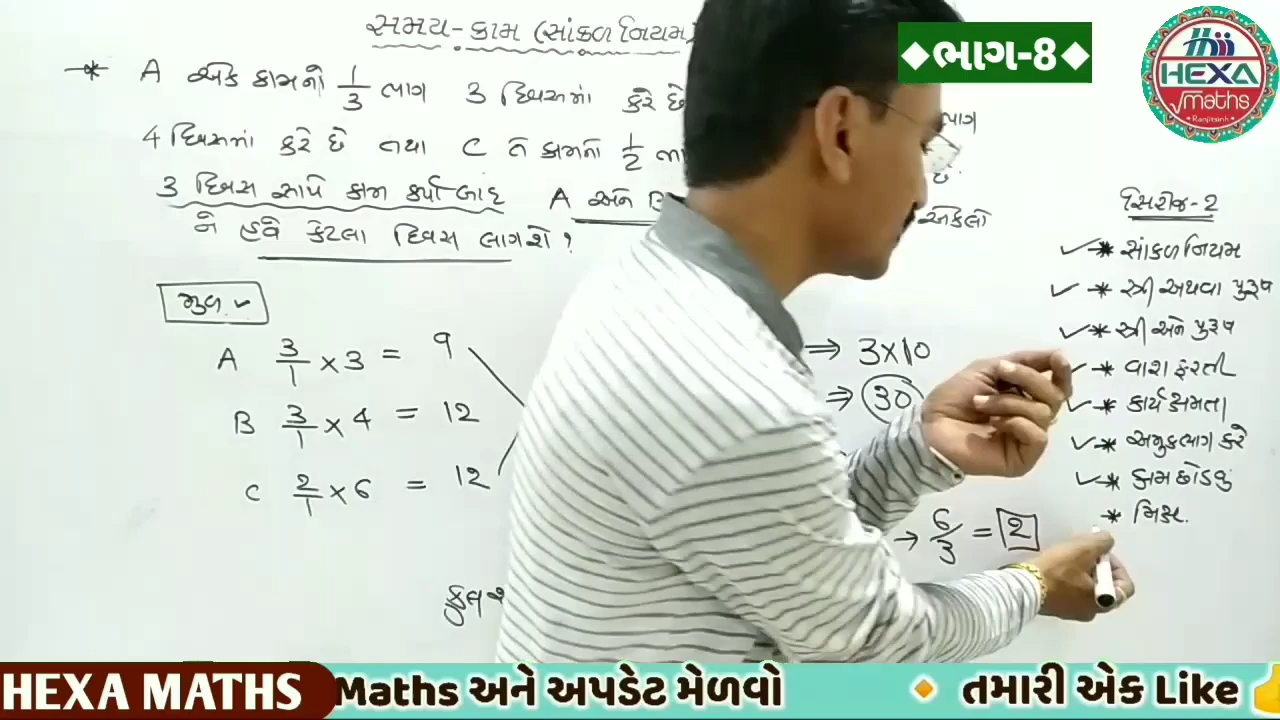 સમય-કામ (સાંકળ નિયમ)
* A એક કામનો 1/3 ભાગ 3 દિવસમાં કરે છે
ભાગ
4 દિવસમાં કરે છે તથા C તે કામનો 1/2 ભા
છે.
3 દિવસ સાથે કામ કર્યા બાદ A અને B
એકલો
ને હવે કેટલા દિવસ લાગશે ?
મુળ ✓
A 3/1 × 3 = 9
B 3/1 × 4 = 12
C 2/1 × 6 = 12
કુલ
⇒ 3×10
⇒ 30
→ 6/3 = 2
◆ભાગ-8◆
HEXA
√maths
Ranjitsinh
સિરીઝ-2
✓* સાંકળ નિયમ
✓* સ્ત્રી અથવા પુરૂષ
✓* સ્ત્રી અને પુરૂષ
✓* વારા ફરતી
✓* કાર્ય ક્ષમતા
✓* અમુક ભાગ કરે
✓* કામ છોડવું
* મિક્સ.
HEXA MATHS Maths અને અપડેટ મેળવો 🔸 તમારી એક Like 👍